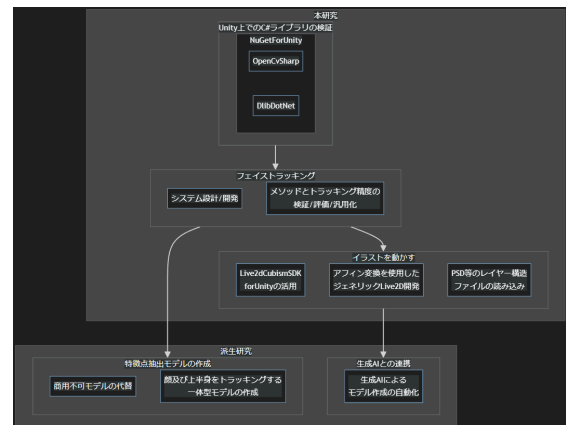 本研究
Unity上でのC#ライブラリの検証
NuGetForUnity
OpenCvSharp
DlibDotNet
フェイストラッキング
システム設計/開発
メソッドとトラッキング精度の
検証/評価/汎用化
イラストを動かす
Live2dCubismSDK
forUnityの活用
アフィン変換を使用した
ジェネリックLive2D開発
PSD等のレイヤー構造
ファイルの読み込み
派生研究
特徴点抽出モデルの作成
商用不可モデルの代替
顔及び上半身をトラッキングする
一体型モデルの作成
生成AIとの連携
生成AIによる
モデル作成の自動化